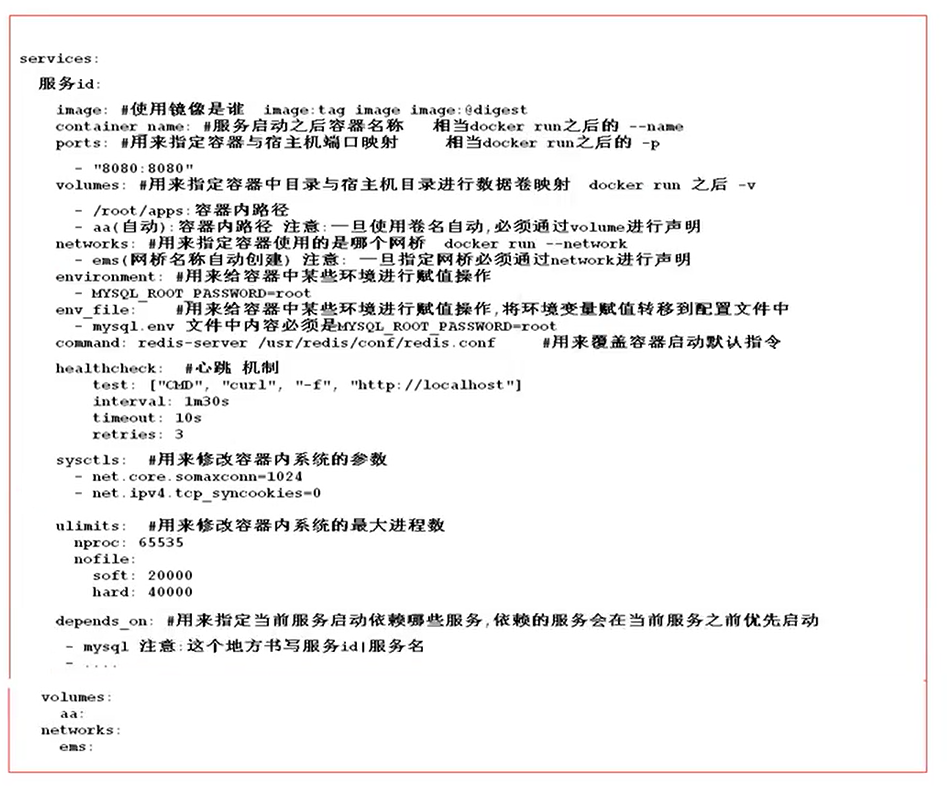 services:
服务id:
image: #使用镜像是谁 image:tag image image:@digest
container_name: #服务启动之后容器名称 相当docker run之后的 --name
ports: #用来指定容器与宿主机端口映射 相当docker run之后的 -p
- "8080:8080"
volumes: #用来指定容器中目录与宿主机目录进行数据卷映射 docker run 之后 -v
- /root/apps:容器内路径
- aa(自动):容器内路径 注意:一旦使用卷名自动,必须通过volume进行声明
networks: #用来指定容器使用的是哪个网桥 docker run --network
- ems(网桥名称自动创建) 注意: 一旦指定网桥必须通过network进行声明
environment: #用来给容器中某些环境进行赋值操作
- MYSQL_ROOT_PASSWORD=root
env_file: #用来给容器中某些环境进行赋值操作,将环境变量赋值转移到配置文件中
- mysql.env 文件中内容必须是MYSQL_ROOT_PASSWORD=root
command: redis-server /usr/redis/conf/redis.conf #用来覆盖容器启动默认指令
healthcheck: #心跳 机制
test: ["CMD", "curl", "-f", "http://localhost"]
interval: 1m30s
timeout: 10s
retries: 3
sysctls: #用来修改容器内系统的参数
- net.core.somaxconn=1024
- net.ipv4.tcp_syncookies=0
ulimits: #用来修改容器内系统的最大进程数
nproc: 65535
nofile:
soft: 20000
hard: 40000
depends_on: #用来指定当前服务启动依赖哪些服务,依赖的服务会在当前服务之前优先启动
- mysql 注意:这个地方书写服务id|服务名
- ....
volumes:
aa:
networks:
ems: